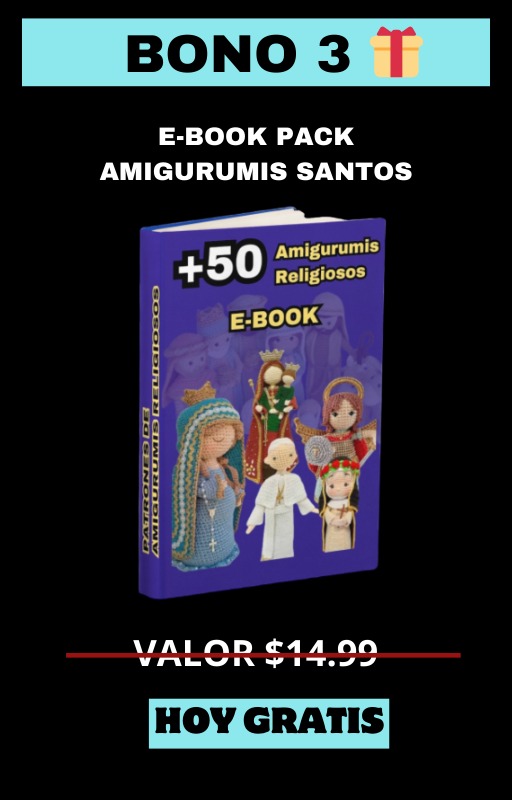 BONO 3
E-BOOK PACK
AMIGURUMIS SANTOS
+50 Amigurumis
Religiosos
E-BOOK
PATRONES DE
AMIGURUMIS RELIGIOSOS
VALOR $14.99
HOY GRATIS